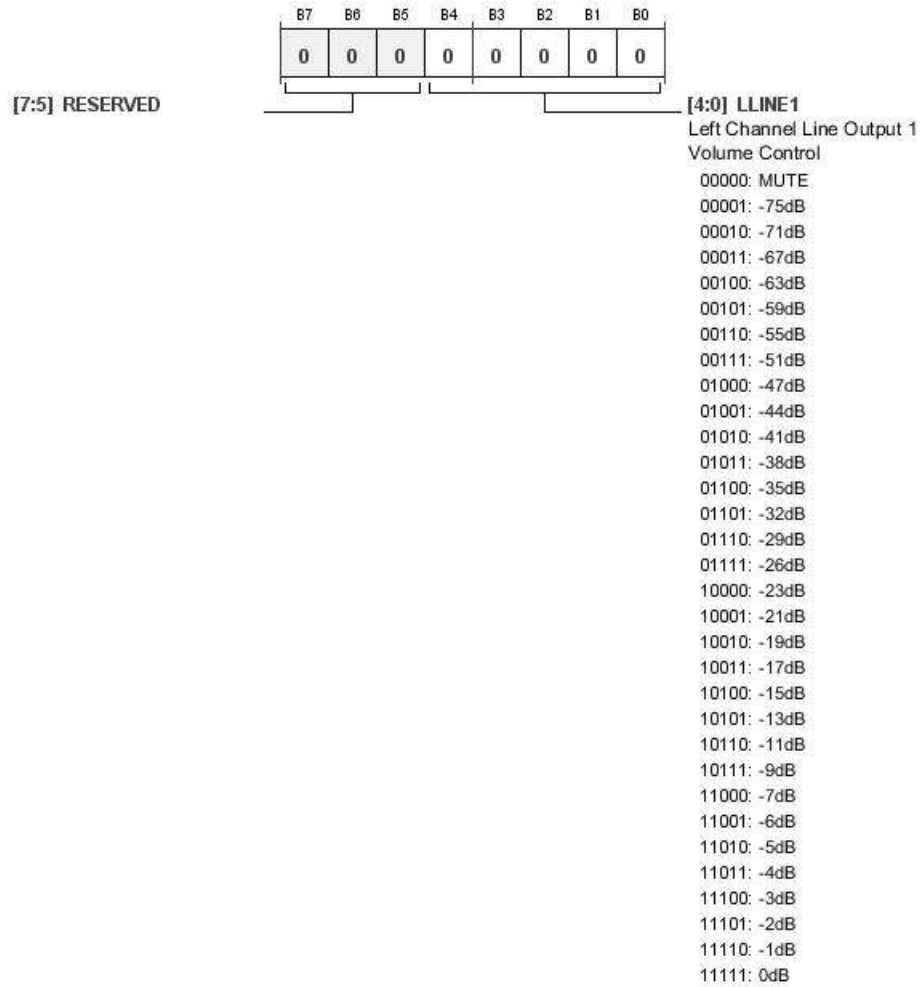 B7 B6 B5 B4 B3 B2 B1 B0
0 0 0 0 0 0 0 0
[7:5] RESERVED
[4:0] LLINE1
Left Channel Line Output 1
Volume Control
00000: MUTE
00001: -75dB
00010: -71dB
00011: -67dB
00100: -63dB
00101: -59dB
00110: -55dB
00111: -51dB
01000: -47dB
01001: -44dB
01010: -41dB
01011: -38dB
01100: -35dB
01101: -32dB
01110: -29dB
01111: -26dB
10000: -23dB
10001: -21dB
10010: -19dB
10011: -17dB
10100: -15dB
10101: -13dB
10110: -11dB
10111: -9dB
11000: -7dB
11001: -6dB
11010: -5dB
11011: -4dB
11100: -3dB
11101: -2dB
11110: -1dB
11111: 0dB